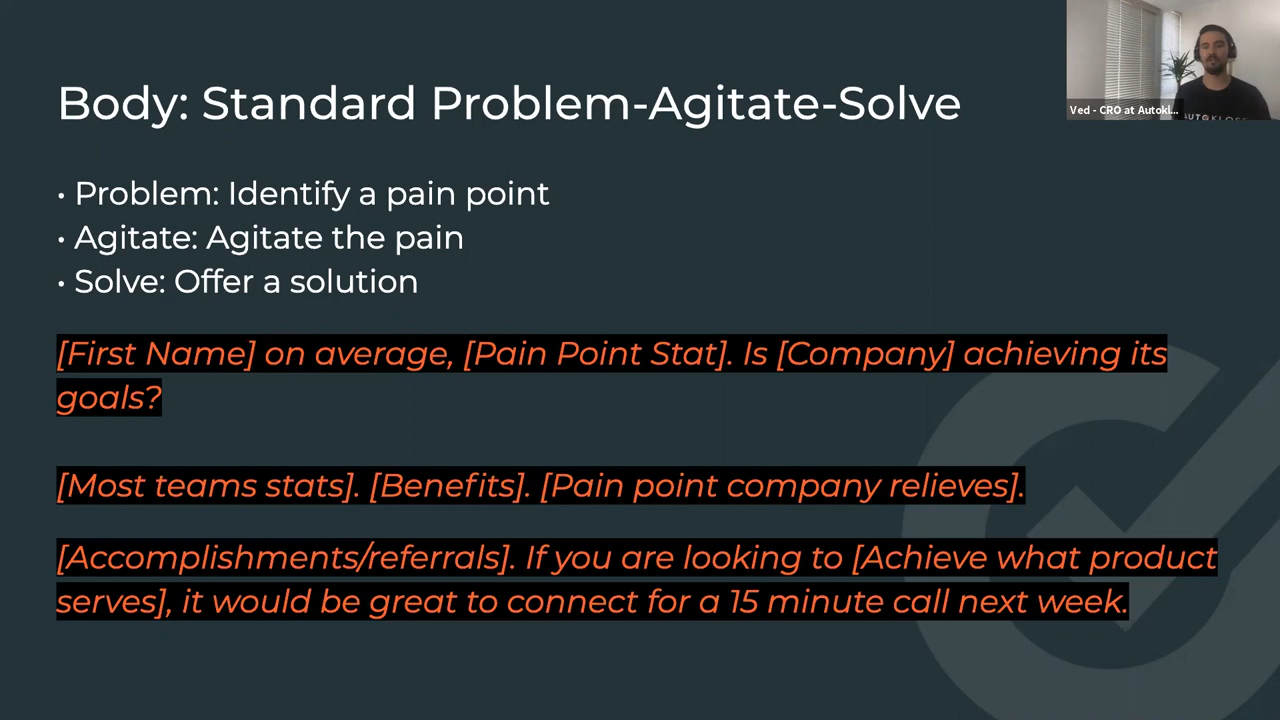 Body: Standard Problem-Agitate-Solve
Ved - CRO at Autokl...
• Problem: Identify a pain point
• Agitate: Agitate the pain
• Solve: Offer a solution
[First Name] on average, [Pain Point Stat]. Is [Company] achieving its
goals?
[Most teams stats]. [Benefits]. [Pain point company relieves].
[Accomplishments/referrals]. If you are looking to [Achieve what product
serves], it would be great to connect for a 15 minute call next week.